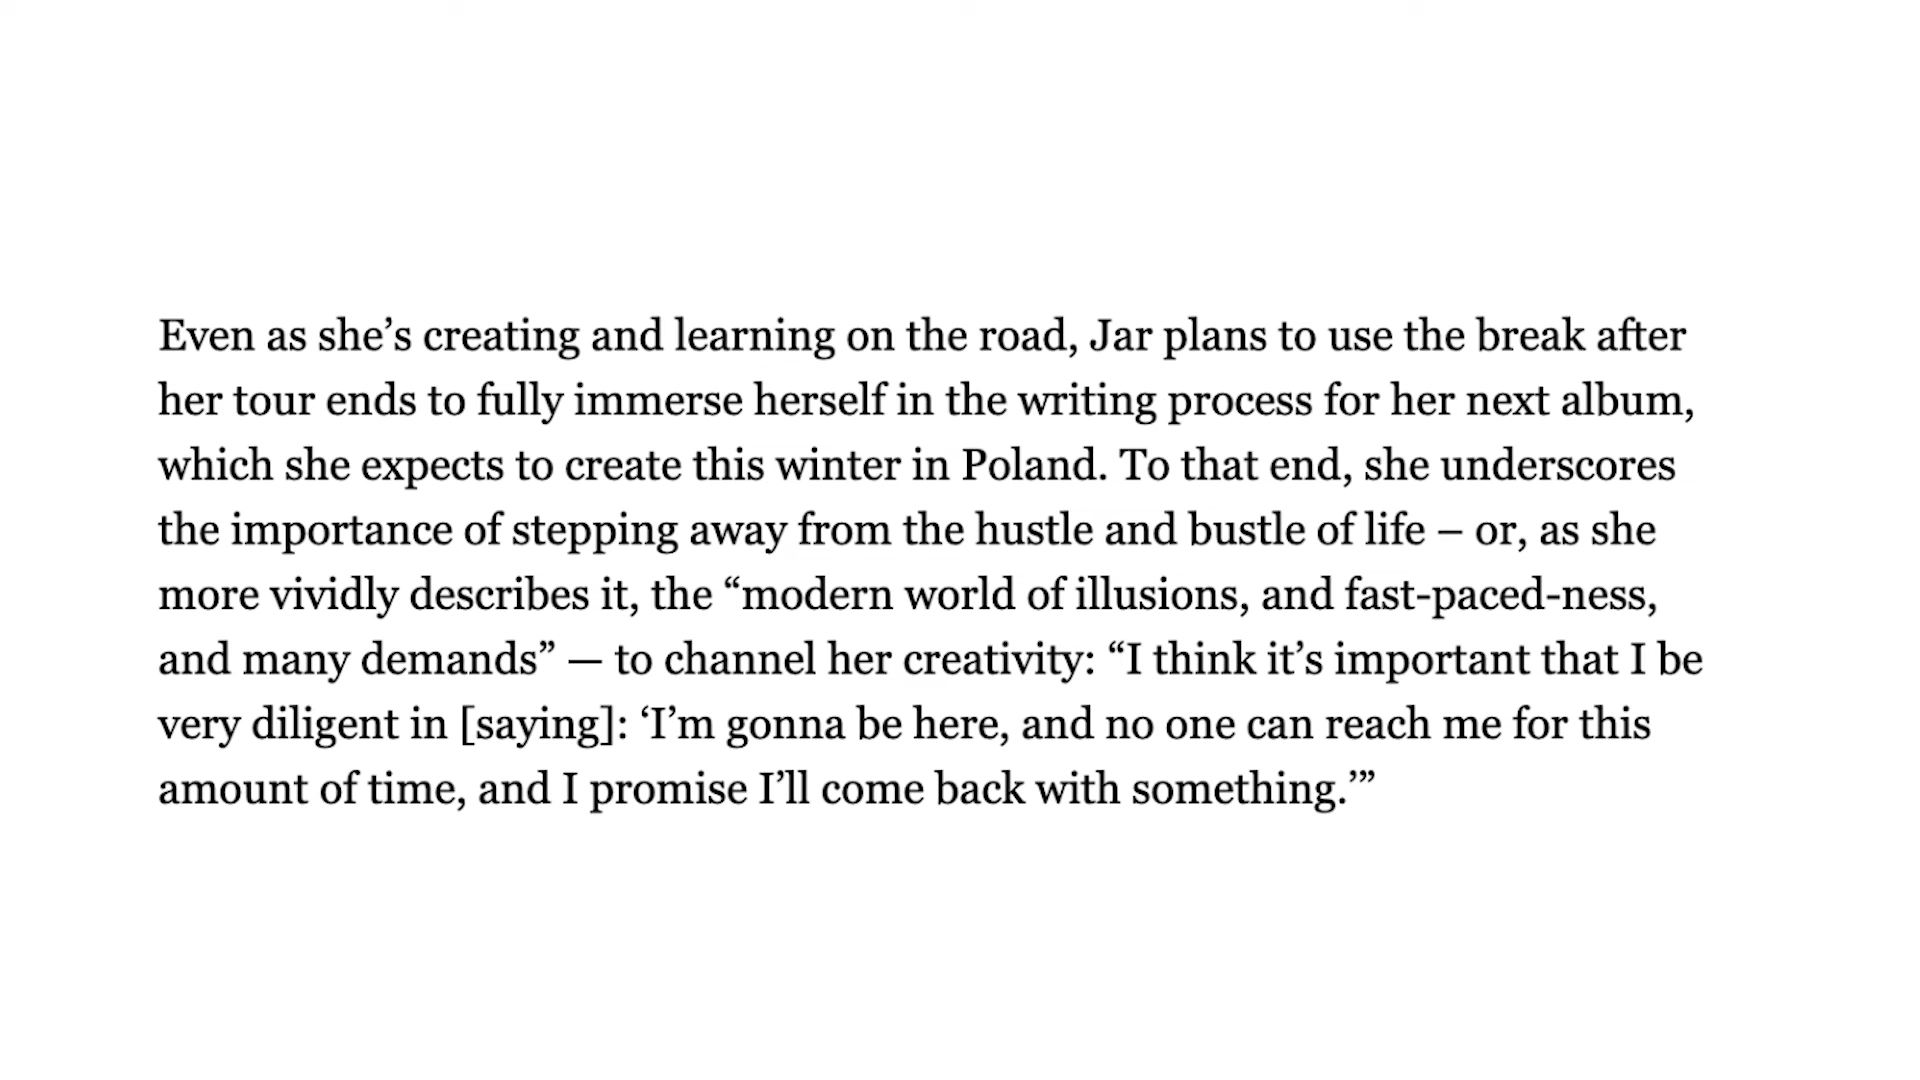 Even as she’s creating and learning on the road, Jar plans to use the break after
her tour ends to fully immerse herself in the writing process for her next album,
which she expects to create this winter in Poland. To that end, she underscores
the importance of stepping away from the hustle and bustle of life – or, as she
more vividly describes it, the “modern world of illusions, and fast-paced-ness,
and many demands” — to channel her creativity: “I think it’s important that I be
very diligent in [saying]: ‘I’m gonna be here, and no one can reach me for this
amount of time, and I promise I’ll come back with something.’”